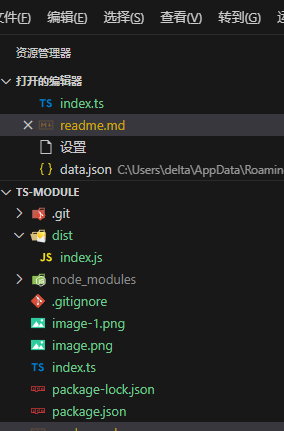 文件(F) 编辑(E) 选择(S) 查看(V) 转到(G)
资源管理器
打开的编辑器
TS index.ts
readme.md
设置
{} data.json C:\Users\delta\AppData\Roamin
TS-MODULE
.git
dist
JS index.js
node_modules
.gitignore
image-1.png
image.png
TS index.ts
package-lock.json
package.json